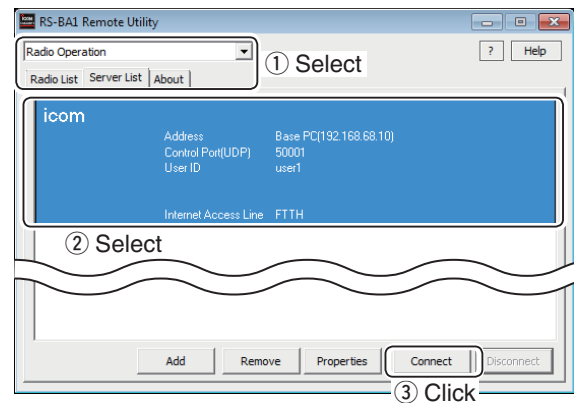 RS-BA1 Remote Utility
Radio Operation
? Help
① Select
Radio List Server List About
icom
Address Base PC(192.168.68.10)
Control Port(UDP) 50001
User ID user1
Internet Access Line FTTH
② Select
Add Remove Properties Connect Disconnect
③ Click